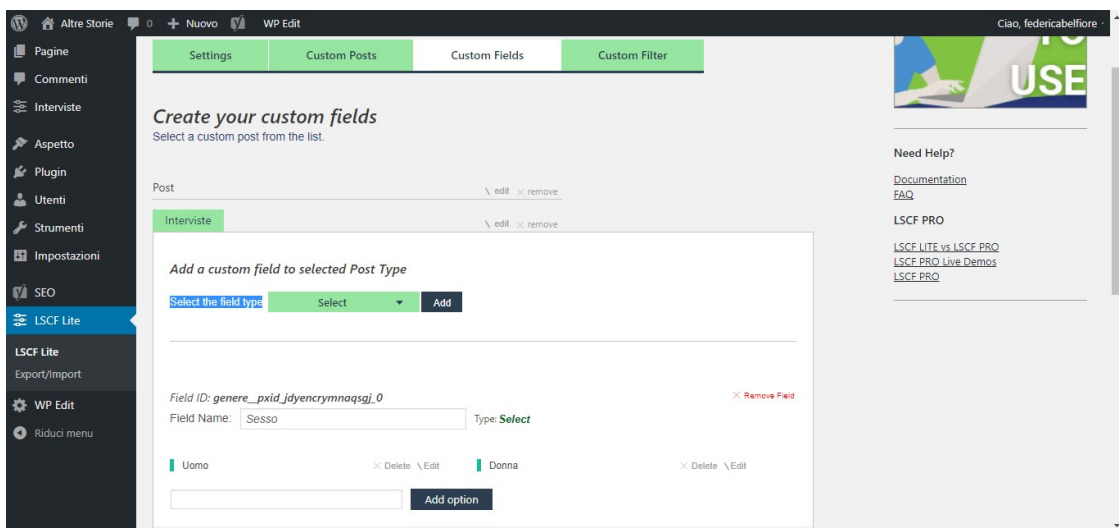 Altre Storie 0 Nuovo WP Edit Ciao, federicabelfiore
Pagine
Commenti
Interviste
Aspetto
Plugin
Utenti
Strumenti
Impostazioni
SEO
LSCF Lite
LSCF Lite
Export/Import
WP Edit
Riduci menu
Settings Custom Posts Custom Fields Custom Filter
Create your custom fields
Select a custom post from the list.
Post edit remove
Interviste edit remove
Add a custom field to selected Post Type
Select the field type Select Add
Field ID: genere__pxid_jdyencrymnaqsgj_0 Remove Field
Field Name: Sesso Type: Select
Uomo Delete Edit Donna Delete Edit
Add option
USE
Need Help?
Documentation
FAQ
LSCF PRO
LSCF LITE vs LSCF PRO
LSCF PRO Live Demos
LSCF PRO